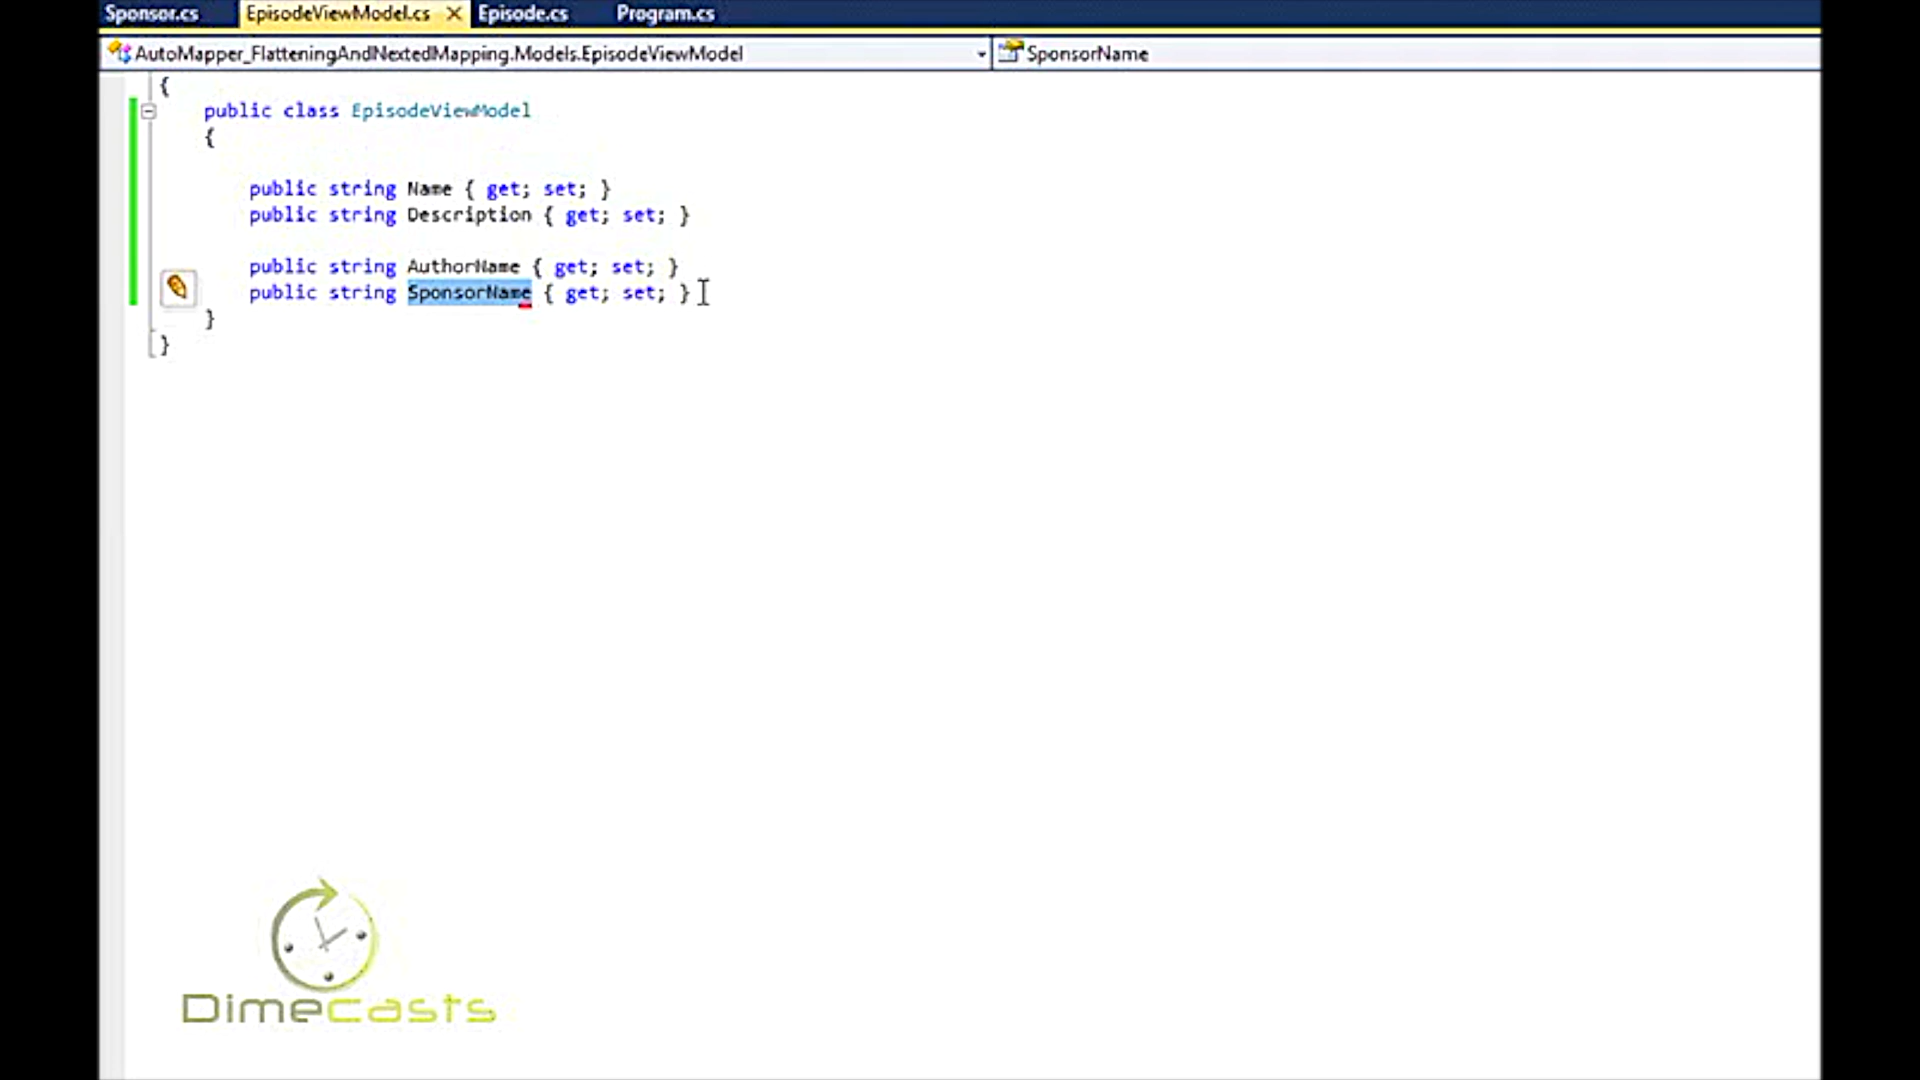 Sponsor.cs EpisodeViewModel.cs Episode.cs Program.cs
AutoMapper_FlatteningAndNextedMapping.Models.EpisodeViewModel SponsorName
{
public class EpisodeViewModel
{
public string Name { get; set; }
public string Description { get; set; }
public string AuthorName { get; set; }
public string SponsorName { get; set; }
}
}
Dimecasts